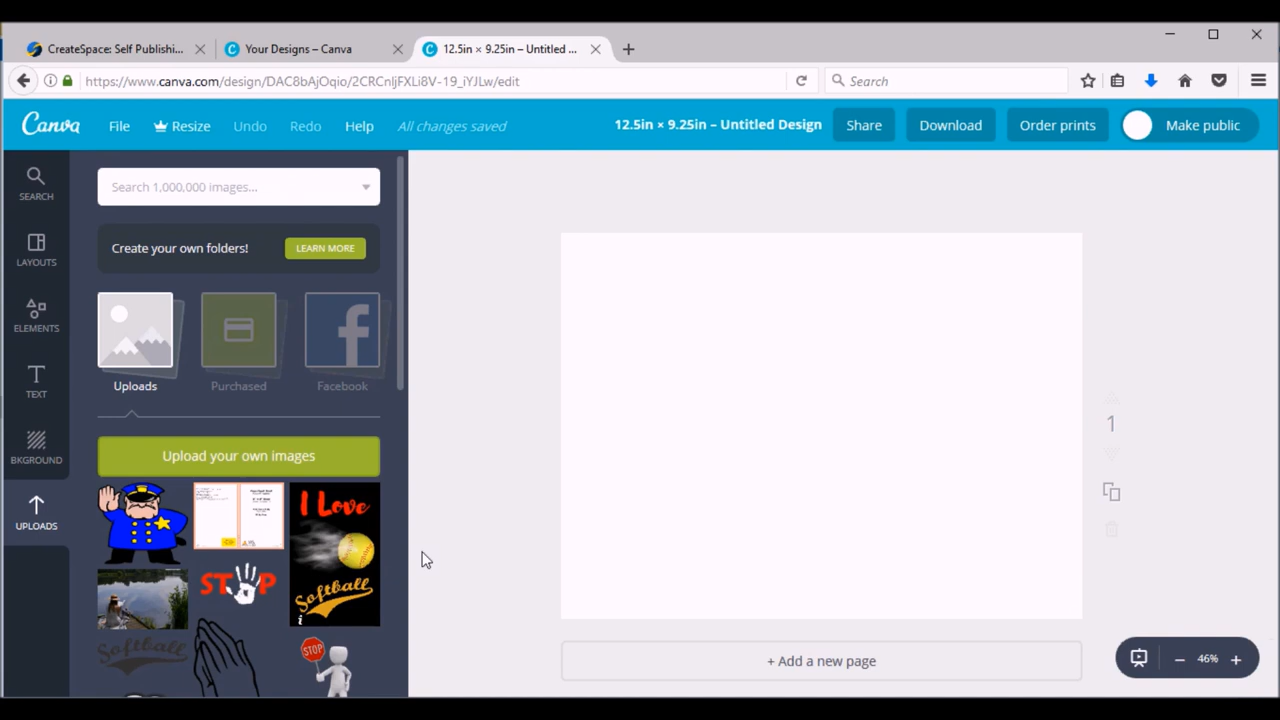 CreateSpace: Self Publishi...
Your Designs – Canva
12.5in × 9.25in – Untitled ...
https://www.canva.com/design/DAC8bAjOqio/2CRCnIjFXLi8V-19_iYJLw/edit
Search
Canva
File
Resize
Undo
Redo
Help
All changes saved
12.5in × 9.25in – Untitled Design
Share
Download
Order prints
Make public
SEARCH
LAYOUTS
ELEMENTS
TEXT
BKGROUND
UPLOADS
Search 1,000,000 images...
Create your own folders!
LEARN MORE
Uploads
Purchased
Facebook
Upload your own images
I Love
Softball
STOP
Softball
STOP
1
+ Add a new page
46%